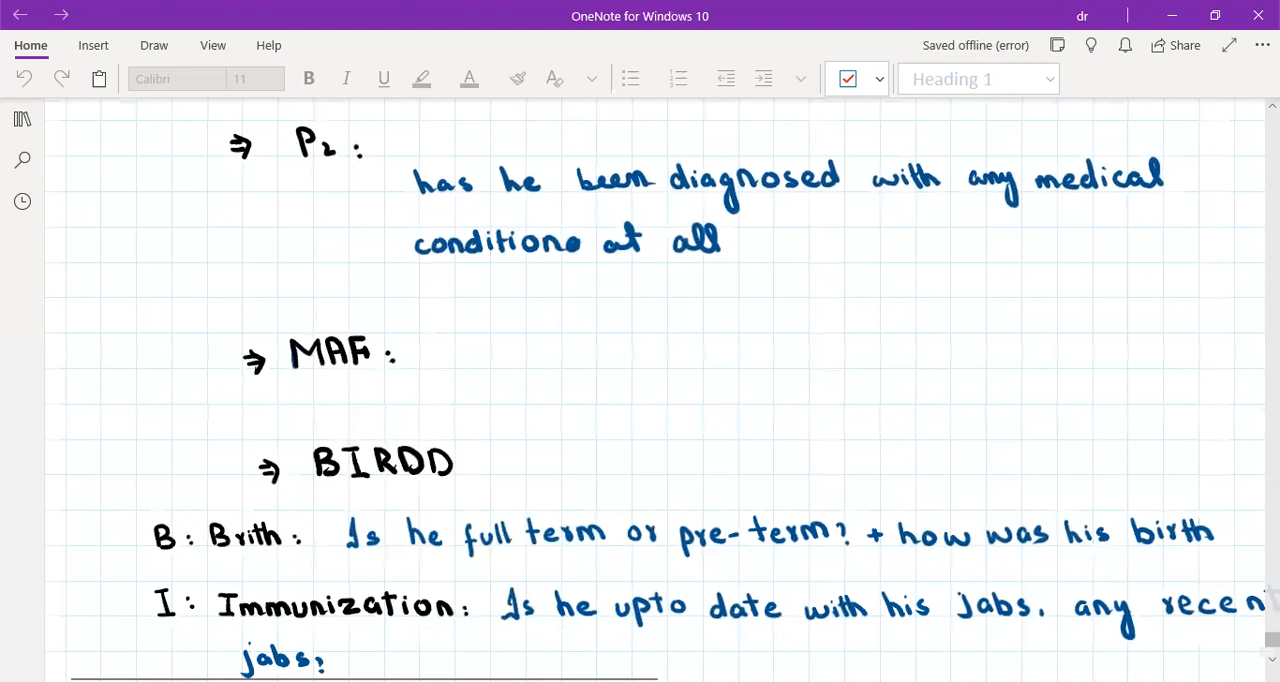 OneNote for Windows 10
dr
Home Insert Draw View Help
Saved offline (error)
Share
Calibri 11 B I U A Heading 1
⇒ P2 :
has he been diagnosed with any medical
conditions at all
⇒ MAF :
⇒ BIRDD
B : Brith : Is he full term or pre-term? + how was his birth
I : Immunization : Is he upto date with his jabs. any recen
jabs?